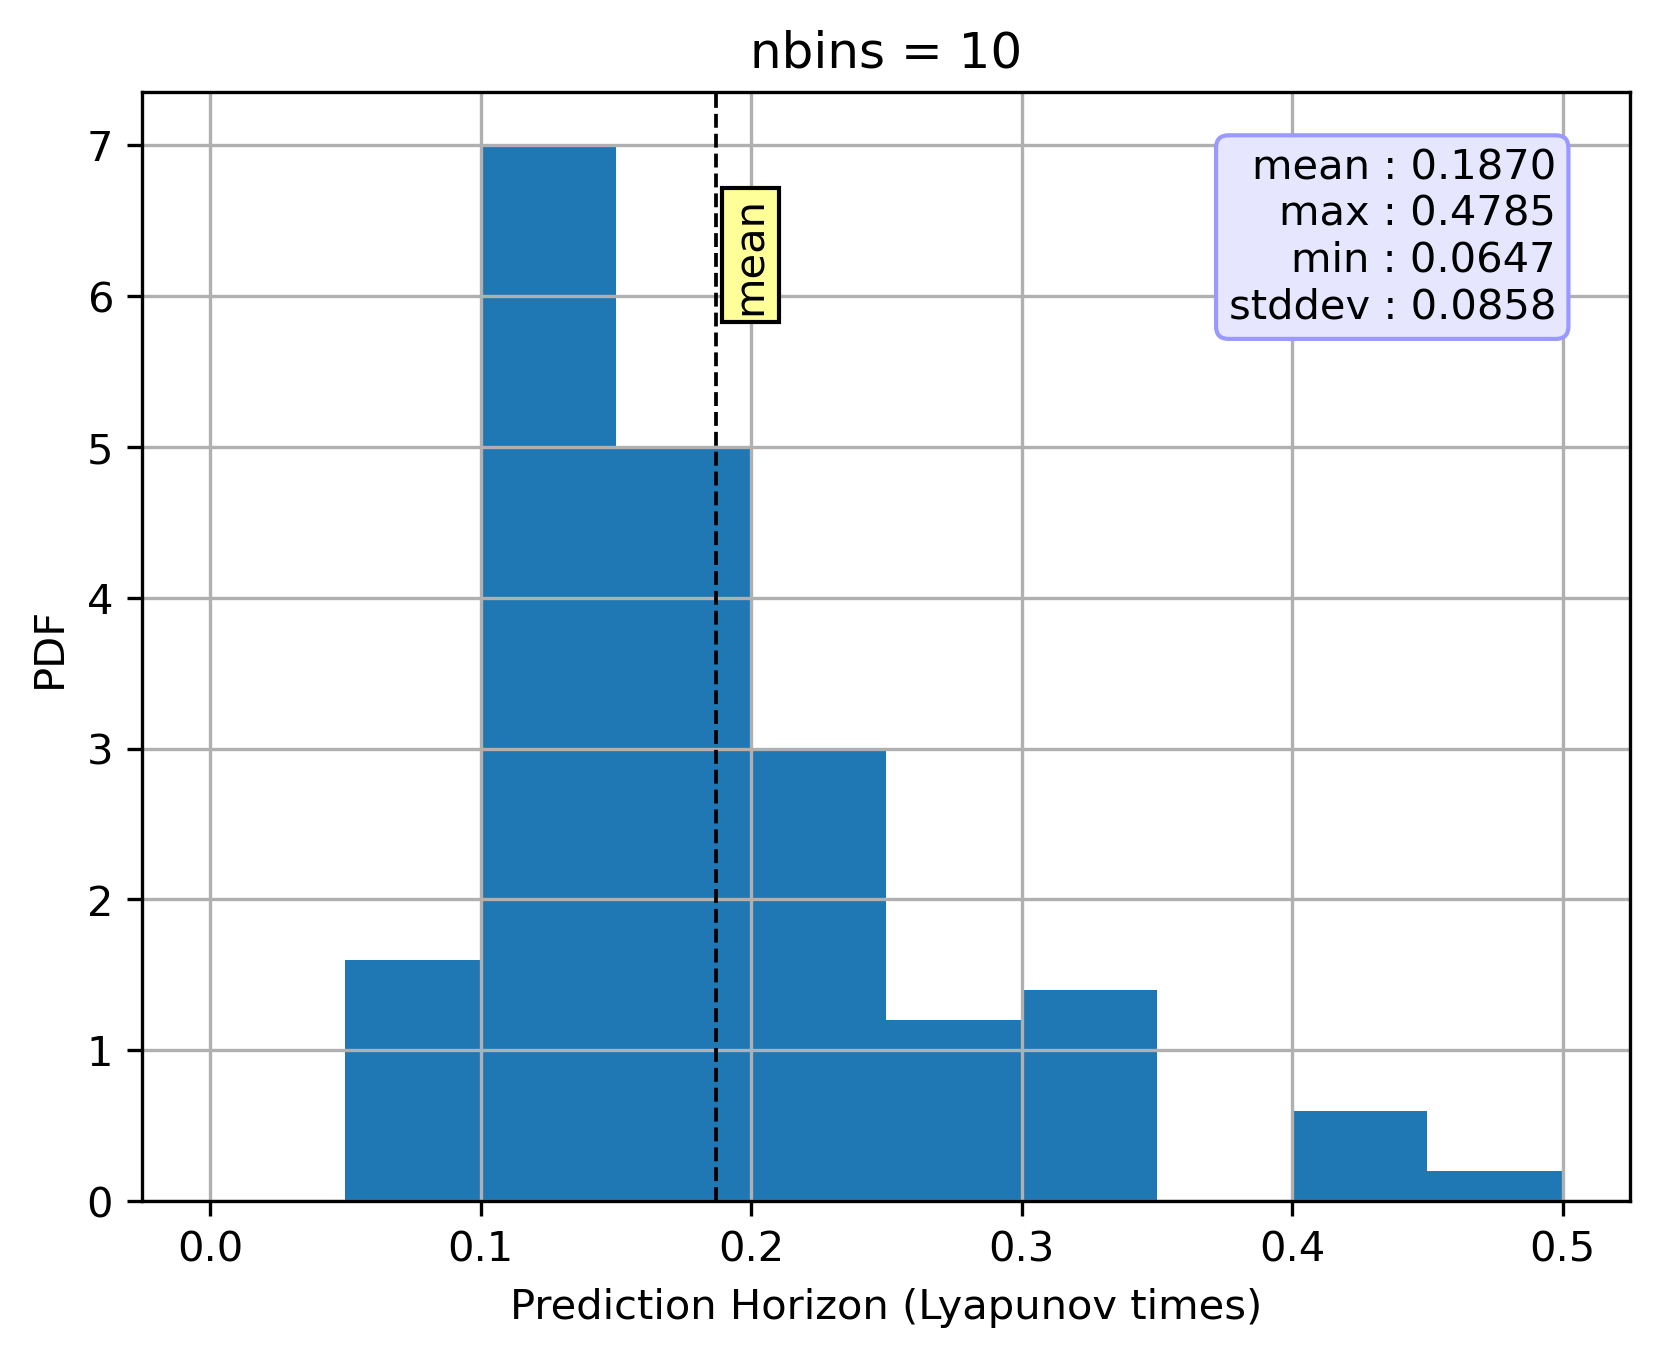 nbins = 10
7
6
5
4
3
2
1
0
PDF
mean
mean : 0.1870
max : 0.4785
min : 0.0647
stddev : 0.0858
0.0 0.1 0.2 0.3 0.4 0.5
Prediction Horizon (Lyapunov times)